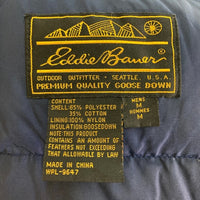 Eddie Bauer
OUTDOOR OUTFITTER · SEATTLE, U.S.A.
PREMIUM QUALITY GOOSE DOWN
CONTENT
SHELL:65% POLYESTER
35% COTTON
LINING:100% NYLON
INSULATION:GOOSEDOWN
NOTE THIS PRODUCT
CONTAINS AN AMOUNT OF
FEATHERS NOT EXCEEDING
THAT ALLOWABLE BY LAW
MADE IN CHINA
WPL-9647
MENS M
HOMBRES M